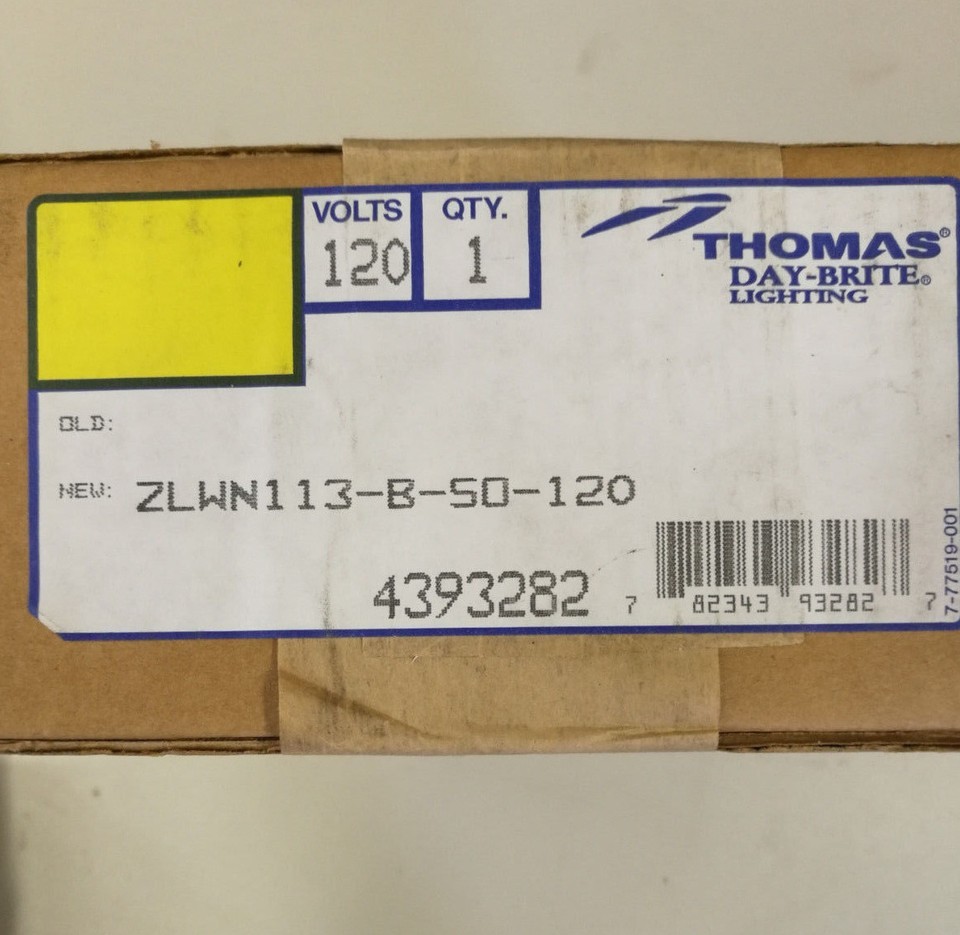 VOLTS
120
QTY.
1
THOMAS®
DAY-BRITE®
LIGHTING
OLD:
NEW: ZLWN113-B-SO-120
4393282
7 82343 93282 7
7-77519-001